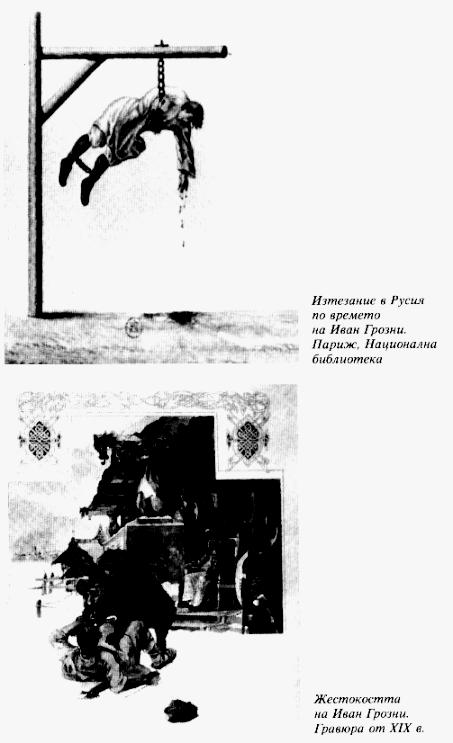 Изтезание в Русия
по времето
на Иван Грозни.
Париж, Национална
библиотека
Жестокостта
на Иван Грозни.
Гравюра от XIX в.